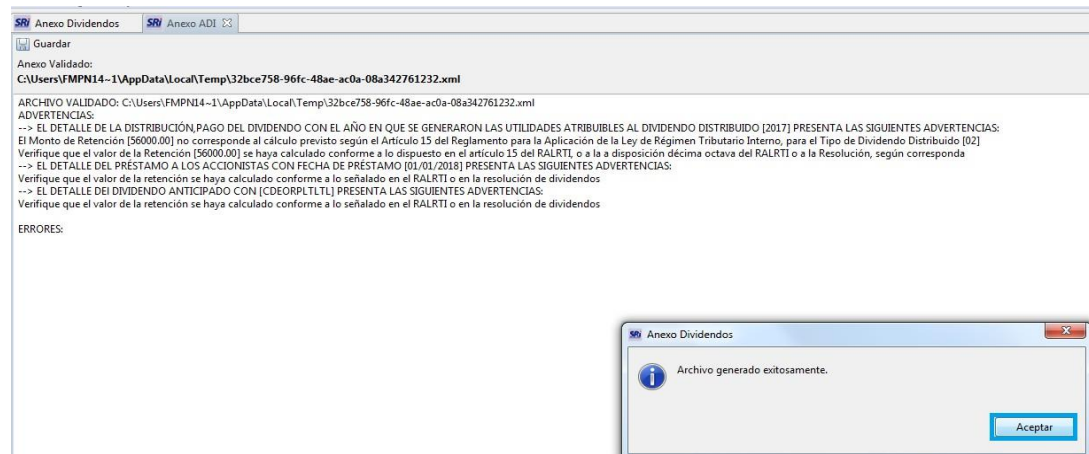 SRi Anexo Dividendos SRi Anexo ADI
Guardar
Anexo Validado:
C:\Users\FMPN14~1\AppData\Local\Temp\32bce758-96fc-48ae-ac0a-08a342761232.xml
ARCHIVO VALIDADO: C:\Users\FMPN14~1\AppData\Local\Temp\32bce758-96fc-48ae-ac0a-08a342761232.xml
ADVERTENCIAS:
--> EL DETALLE DE LA DISTRIBUCIÓN,PAGO DEL DIVIDENDO CON EL AÑO EN QUE SE GENERARON LAS UTILIDADES ATRIBUIBLES AL DIVIDENDO DISTRIBUIDO [2017] PRESENTA LAS SIGUIENTES ADVERTENCIAS:
El Monto de Retención [56000.00] no corresponde al cálculo previsto según el Artículo 15 del Reglamento para la Aplicación de la Ley de Régimen Tributario Interno, para el Tipo de Dividendo Distribuido [02]
Verifique que el valor de la Retención [56000.00] se haya calculado conforme a lo dispuesto en el artículo 15 del RALRTI, o a la a disposición décima octava del RALRTI o a la Resolución, según corresponda
--> EL DETALLE DEL PRÉSTAMO A LOS ACCIONISTAS CON FECHA DE PRÉSTAMO [01/01/2018] PRESENTA LAS SIGUIENTES ADVERTENCIAS:
Verifique que el valor de la retención se haya calculado conforme a lo señalado en el RALRTI o en la resolución de dividendos
--> EL DETALLE DEl DIVIDENDO ANTICIPADO CON [CDEORPLTLTL] PRESENTA LAS SIGUIENTES ADVERTENCIAS:
Verifique que el valor de la retención se haya calculado conforme a lo señalado en el RALRTI o en la resolución de dividendos
ERRORES:
SRi Anexo Dividendos
Archivo generado exitosamente.
Aceptar